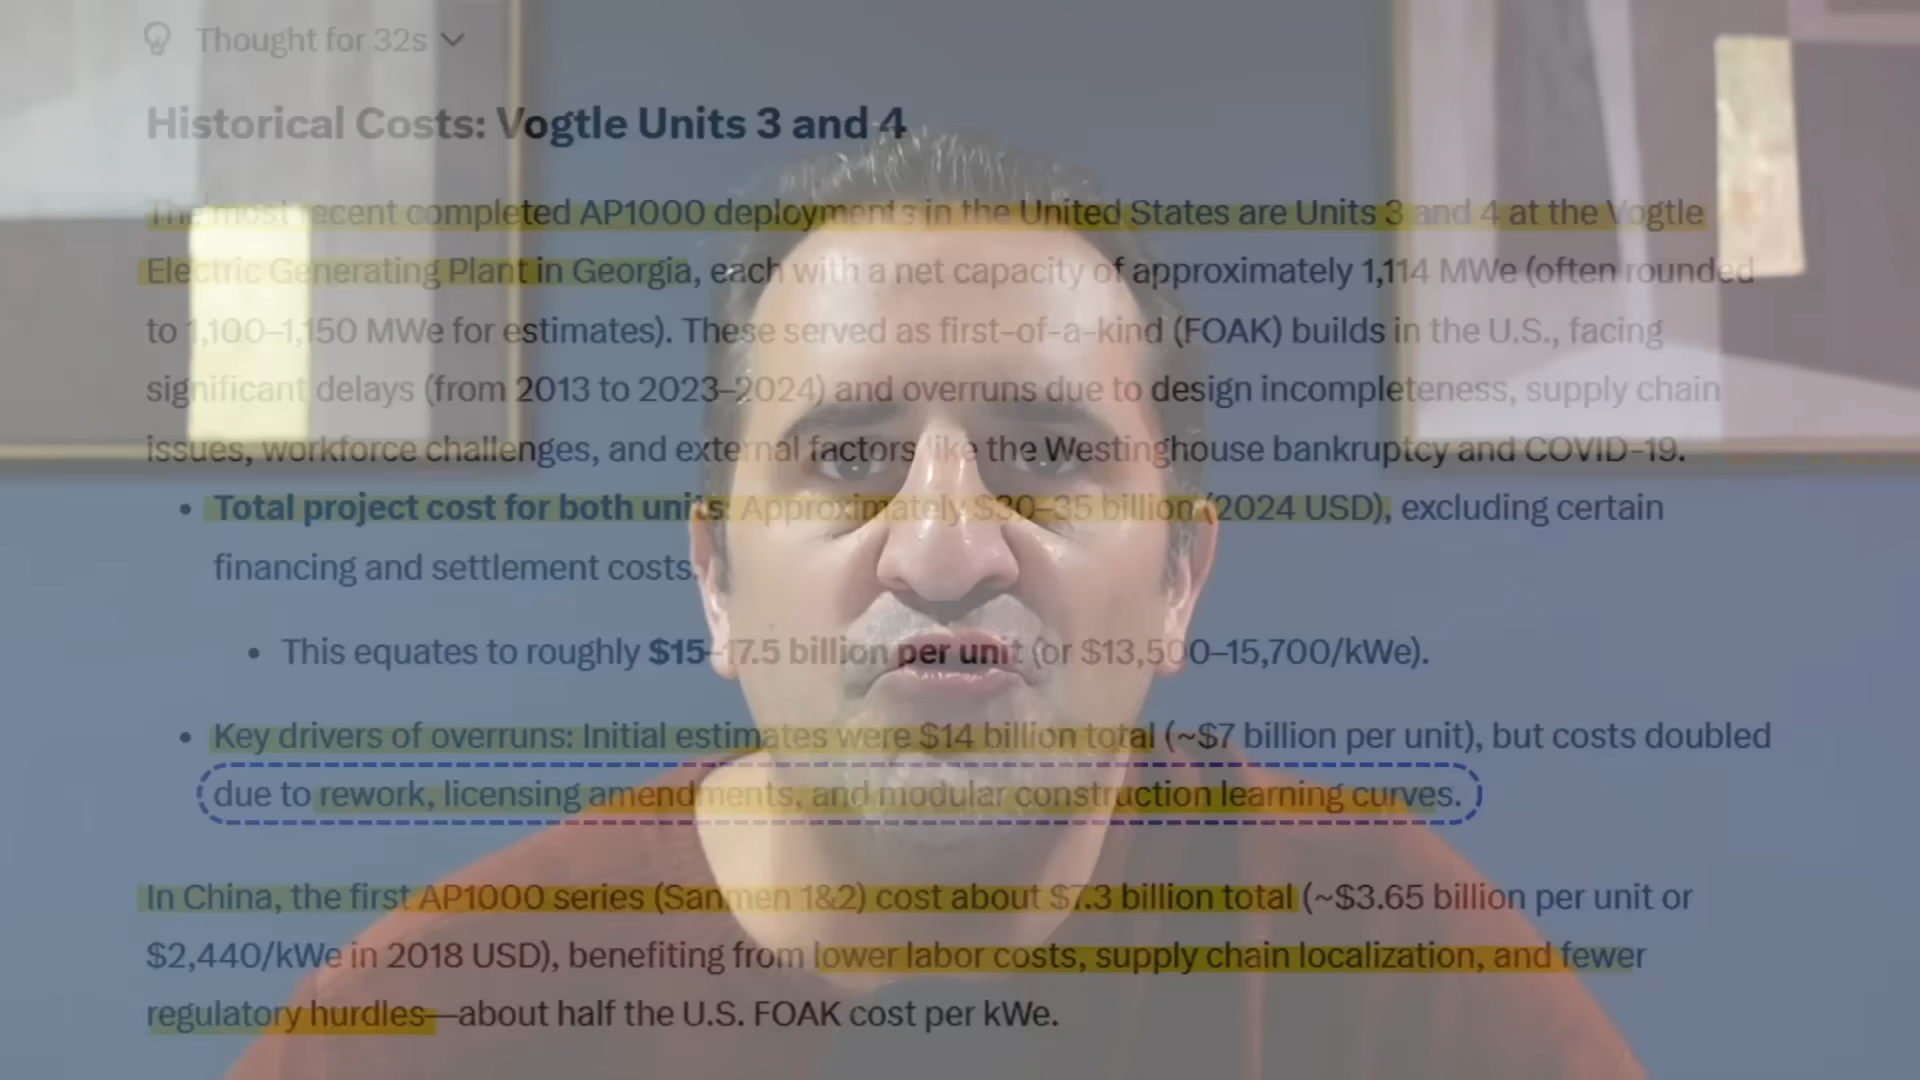 Thought for 32s
Historical Costs: Vogtle Units 3 and 4
The most recent completed AP1000 deployments in the United States are Units 3 and 4 at the Vogtle
Electric Generating Plant in Georgia, each with a net capacity of approximately 1,114 MWe (often rounded
to 1,100–1,150 MWe for estimates). These served as first-of-a-kind (FOAK) builds in the U.S., facing
significant delays (from 2013 to 2023–2024) and overruns due to design incompleteness, supply chain
issues, workforce challenges, and external factors like the Westinghouse bankruptcy and COVID-19.
• Total project cost for both units: Approximately $30–35 billion (2024 USD), excluding certain
financing and settlement costs.
• This equates to roughly $15–17.5 billion per unit (or $13,500–15,700/kWe).
• Key drivers of overruns: Initial estimates were $14 billion total (~$7 billion per unit), but costs doubled
due to rework, licensing amendments, and modular construction learning curves.
In China, the first AP1000 series (Sanmen 1&2) cost about $7.3 billion total (~$3.65 billion per unit or
$2,440/kWe in 2018 USD), benefiting from lower labor costs, supply chain localization, and fewer
regulatory hurdles—about half the U.S. FOAK cost per kWe.